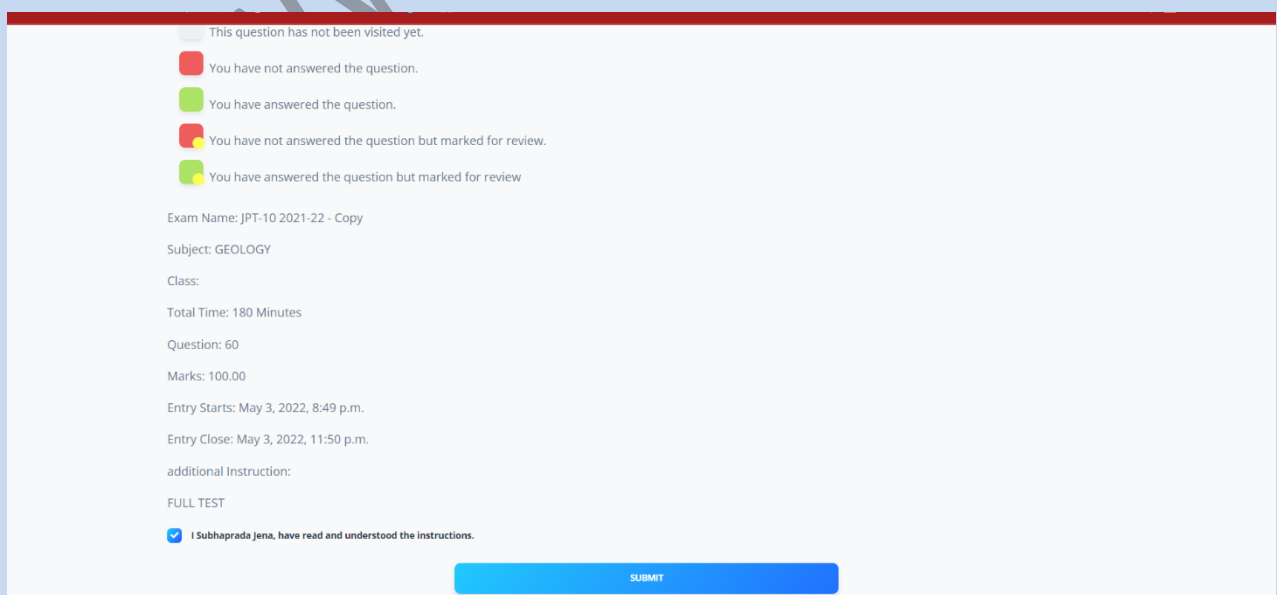 This question has not been visited yet.
You have not answered the question.
You have answered the question.
You have not answered the question but marked for review.
You have answered the question but marked for review
Exam Name: JPT-10 2021-22 - Copy
Subject: GEOLOGY
Class:
Total Time: 180 Minutes
Question: 60
Marks: 100.00
Entry Starts: May 3, 2022, 8:49 p.m.
Entry Close: May 3, 2022, 11:50 p.m.
additional Instruction:
FULL TEST
I Subhaprada Jena, have read and understood the instructions.
SUBMIT